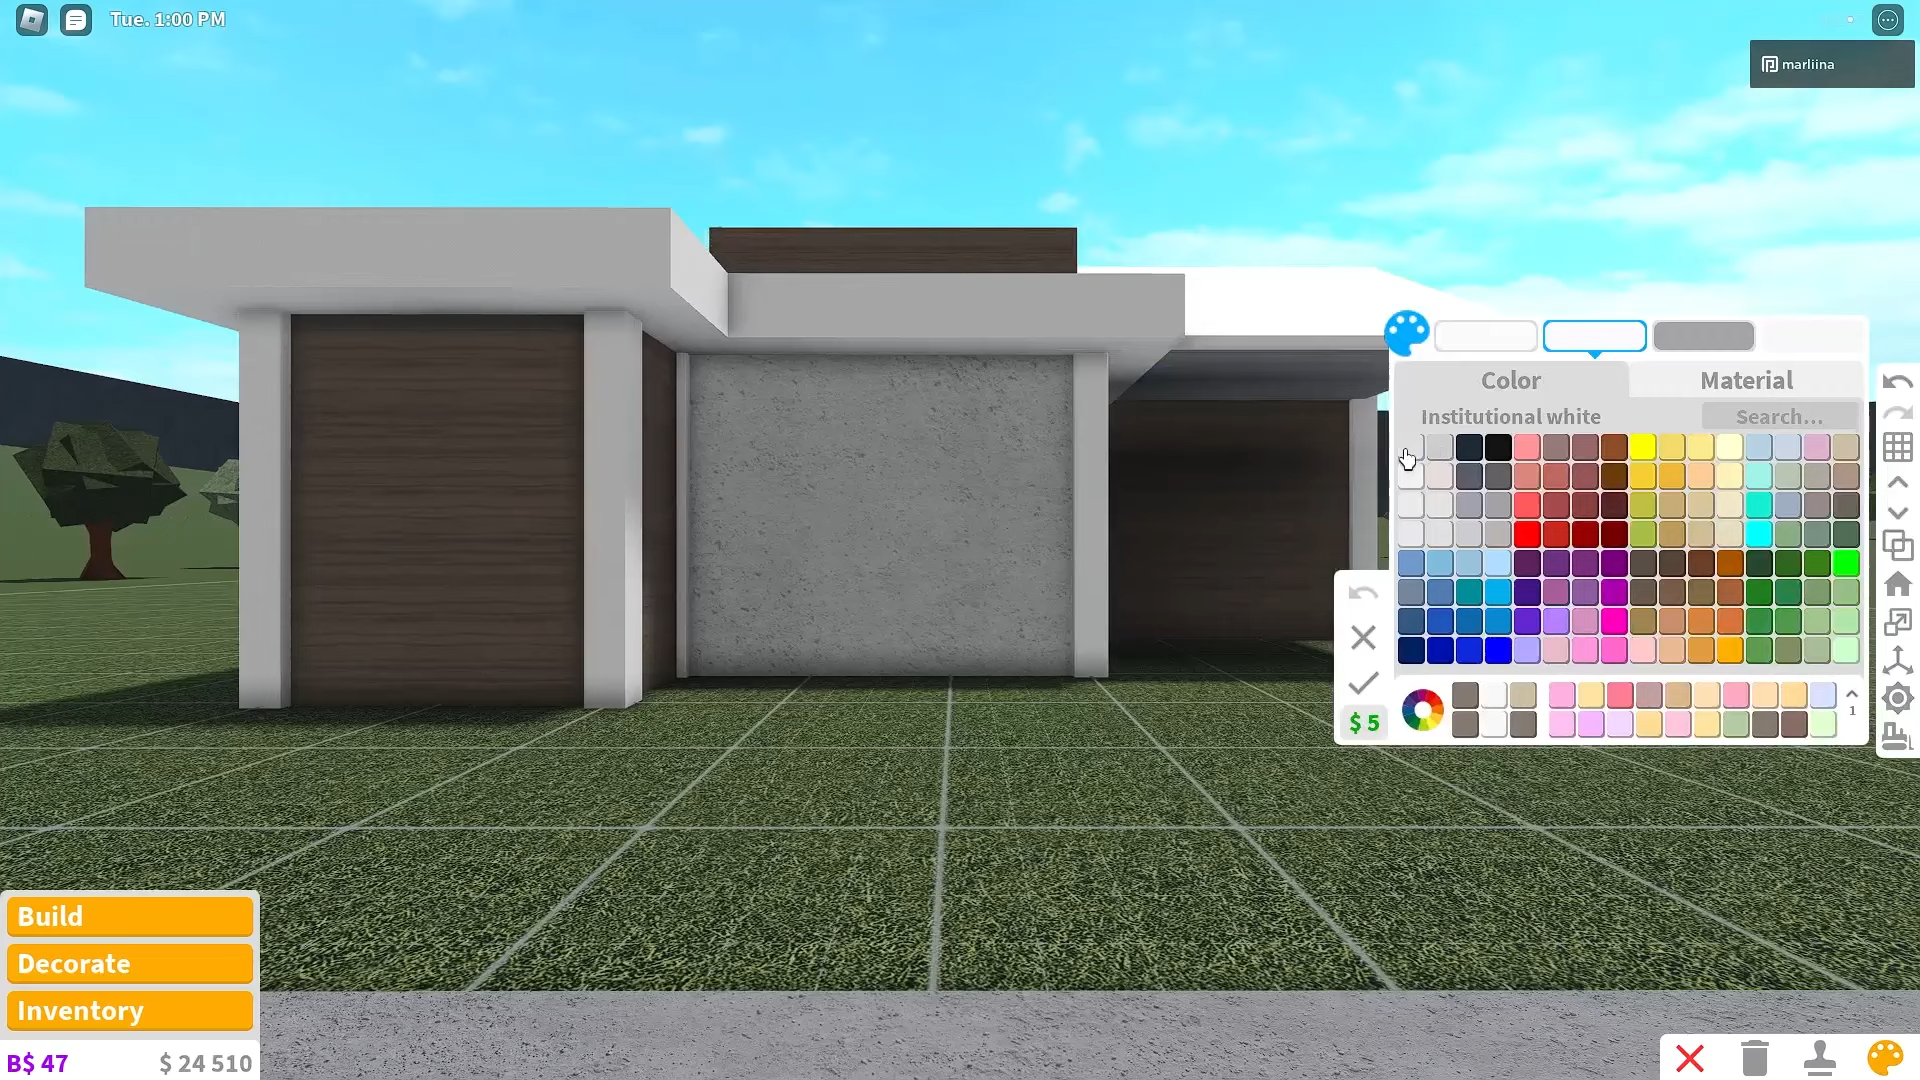 Tue. 1:00 PM
marliina
Color
Material
Institutional white
Search...
$ 5
1
Build
Decorate
Inventory
B$ 47
$ 24 510